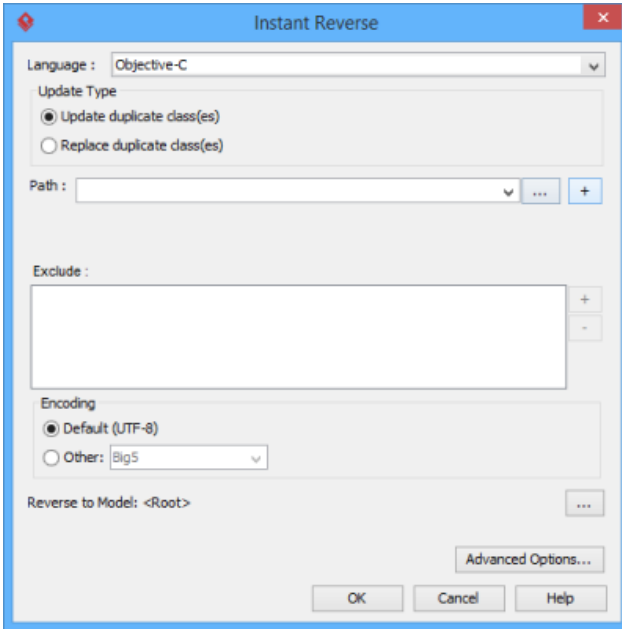 Instant Reverse
Language : Objective-C
Update Type
Update duplicate class(es)
Replace duplicate class(es)
Path : ... +
Exclude :
+
-
Encoding
Default (UTF-8)
Other: Big5
Reverse to Model: <Root> ...
Advanced Options...
OK Cancel Help